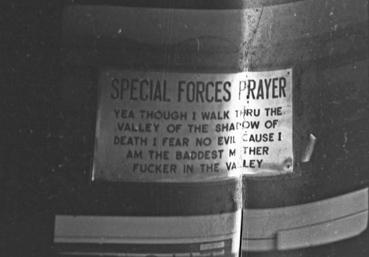 SPECIAL FORCES PRAYER
YEA THOUGH I WALK THRU THE
VALLEY OF THE SHADOW OF
DEATH I FEAR NO EVIL CAUSE I
AM THE BADDEST MOTHER
FUCKER IN THE VALLEY